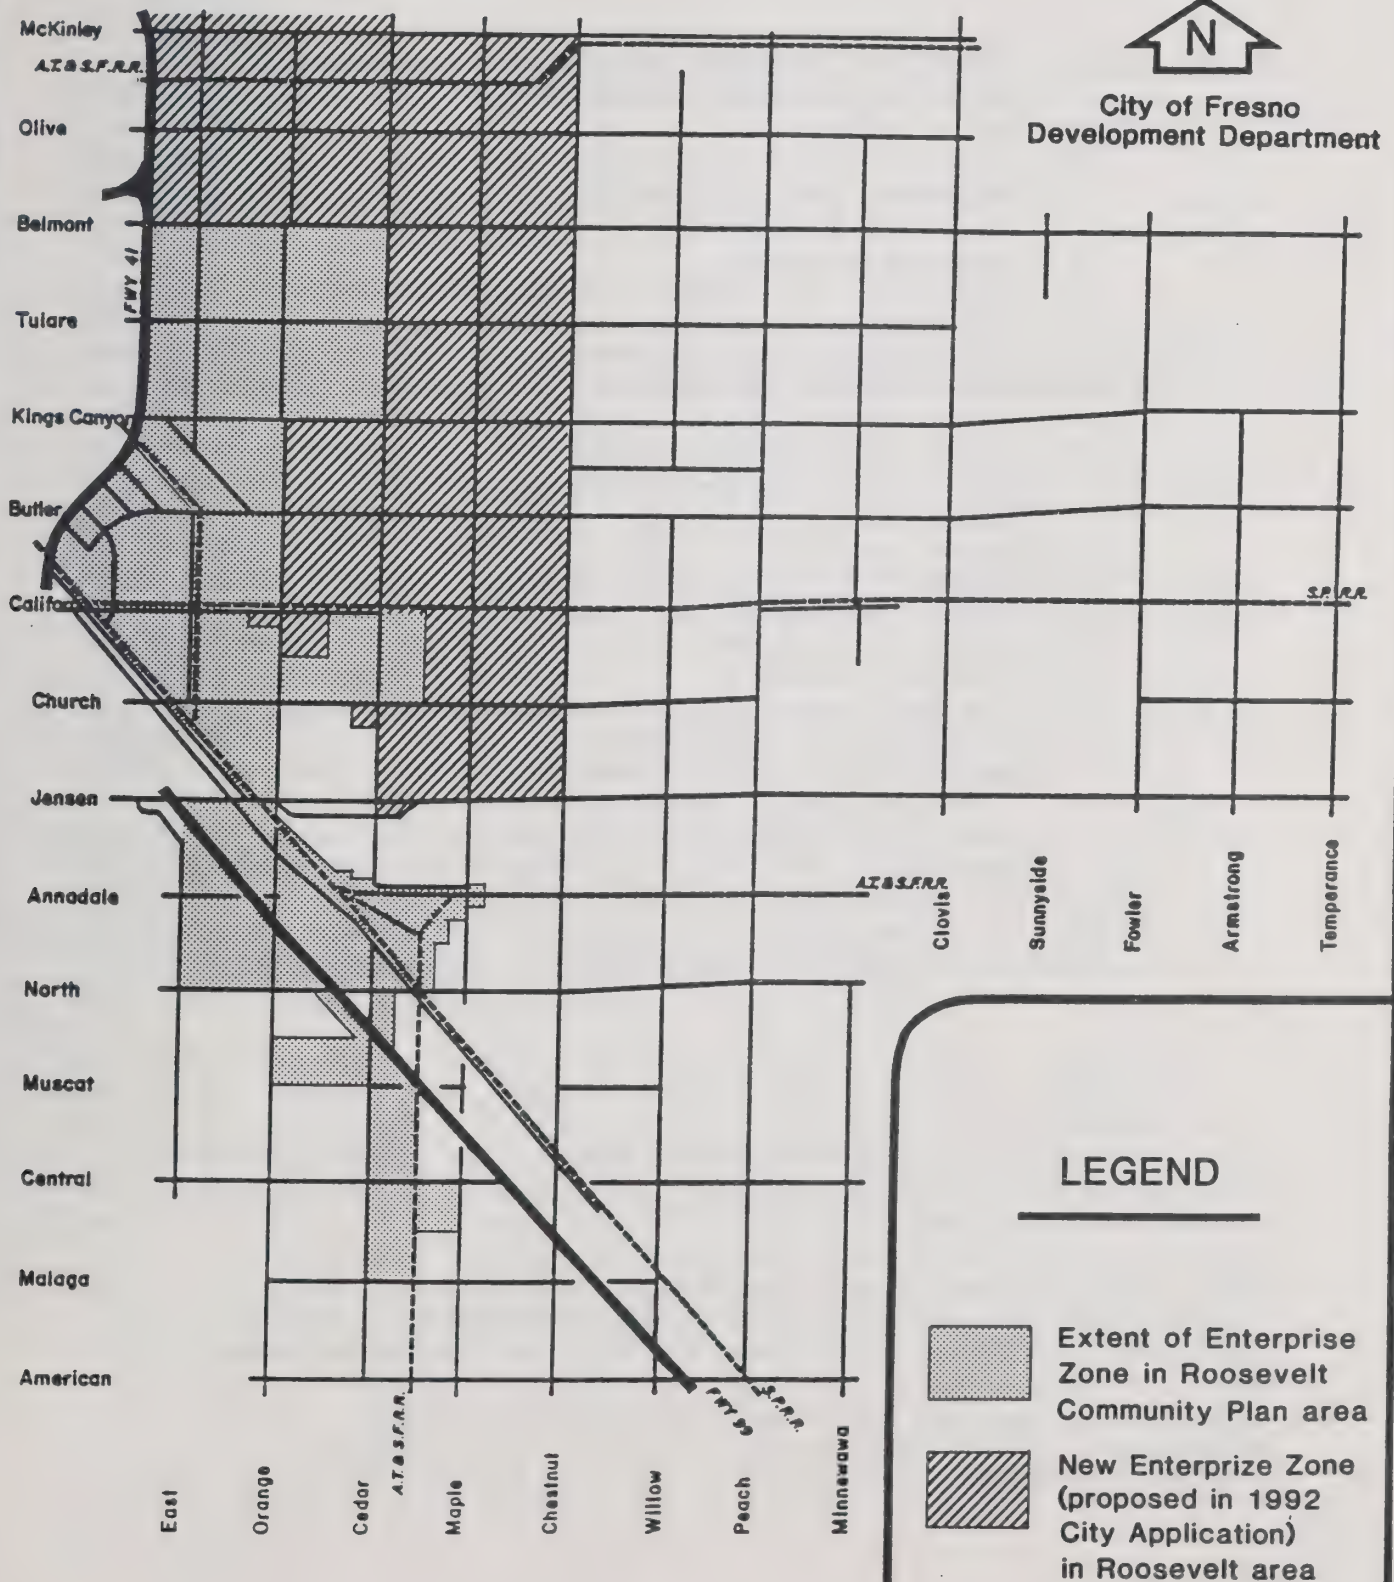 McKinley
A.T. & S.F.R.R.
Olive
Belmont
FWY 41
Tulare
Kings Canyon
Butler
Californ
Church
Jensen
Annadale
North
Muscat
Central
Malaga
American
N
City of Fresno
Development Department
S.P. R.R.
A.T. & S.F.R.R.
Clovis
Sunnyside
Fowler
Armstrong
Temperance
East
Orange
Cedar
A.T. & S.F.R.R.
Maple
Chestnut
Willow
FWY 99
Peach
S.P.R.R.
Minnewawa
LEGEND
Extent of Enterprise
Zone in Roosevelt
Community Plan area
New Enterprize Zone
(proposed in 1992
City Application)
in Roosevelt area